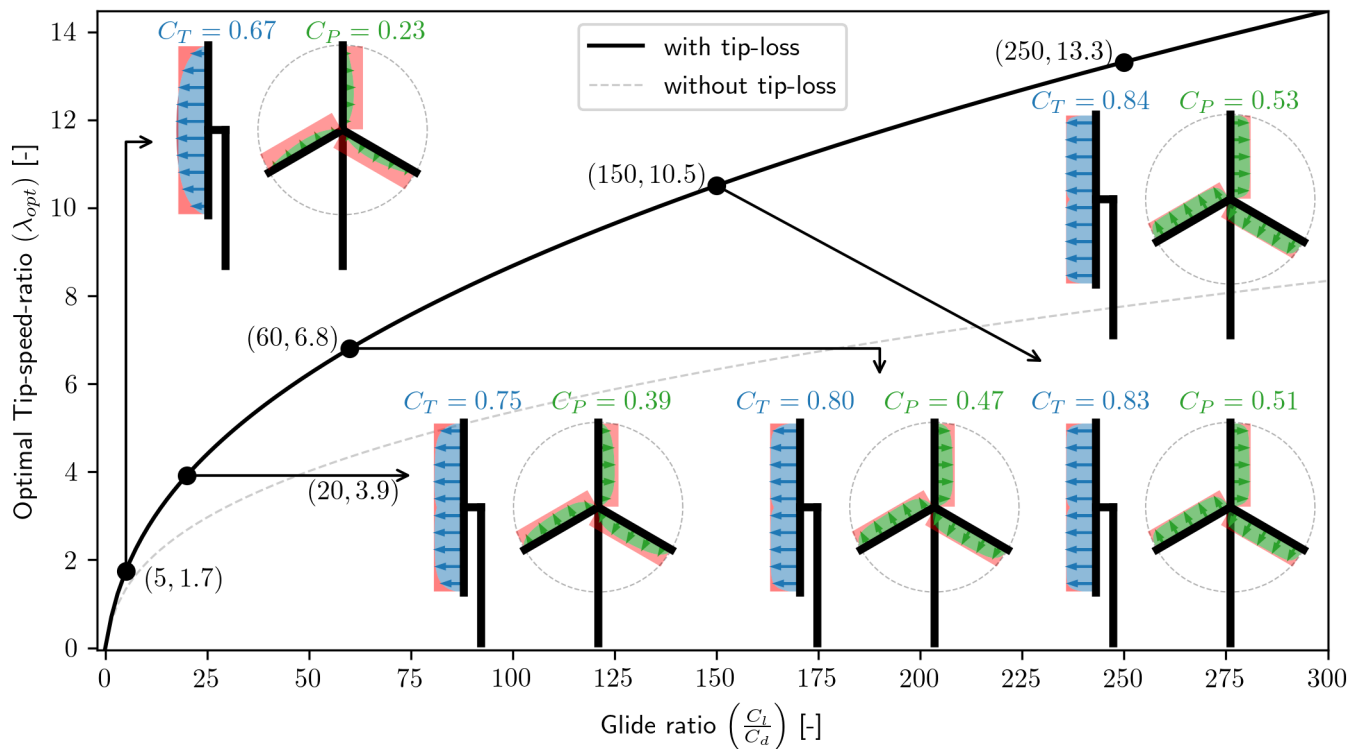 C_T = 0.67
C_P = 0.23
with tip-loss
without tip-loss
(250, 13.3)
C_T = 0.84
C_P = 0.53
(150, 10.5)
(60, 6.8)
C_T = 0.75
C_P = 0.39
C_T = 0.80
C_P = 0.47
C_T = 0.83
C_P = 0.51
(20, 3.9)
(5, 1.7)
Optimal Tip-speed-ratio (λ_opt) [-]
14
12
10
8
6
4
2
0
0 25 50 75 100 125 150 175 200 225 250 275 300
Glide ratio (C_l/C_d) [-]